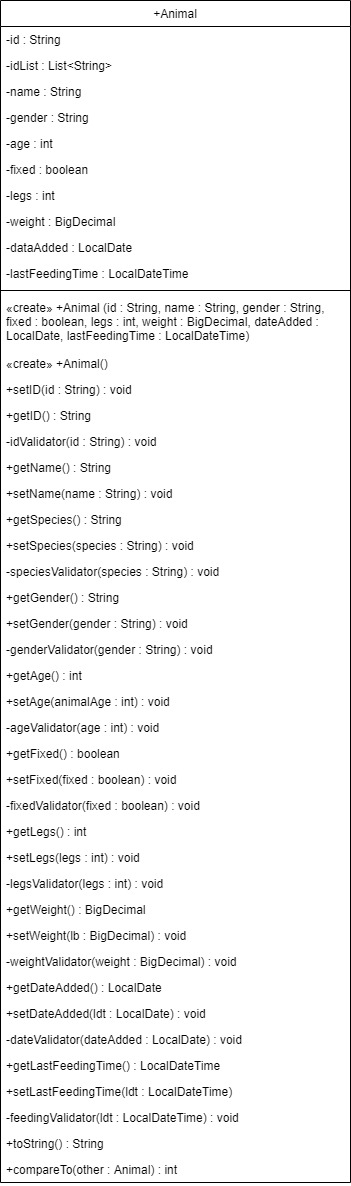 +Animal
-id : String
-idList : List<String>
-name : String
-gender : String
-age : int
-fixed : boolean
-legs : int
-weight : BigDecimal
-dataAdded : LocalDate
-lastFeedingTime : LocalDateTime
«create» +Animal (id : String, name : String, gender : String,
fixed : boolean, legs : int, weight : BigDecimal, dateAdded :
LocalDate, lastFeedingTime : LocalDateTime)
«create» +Animal()
+setID(id : String) : void
+getID() : String
-idValidator(id : String) : void
+getName() : String
+setName(name : String) : void
+getSpecies() : String
+setSpecies(species : String) : void
-speciesValidator(species : String) : void
+getGender() : String
+setGender(gender : String) : void
-genderValidator(gender : String) : void
+getAge() : int
+setAge(animalAge : int) : void
-ageValidator(age : int) : void
+getFixed() : boolean
+setFixed(fixed : boolean) : void
-fixedValidator(fixed : boolean) : void
+getLegs() : int
+setLegs(legs : int) : void
-legsValidator(legs : int) : void
+getWeight() : BigDecimal
+setWeight(lb : BigDecimal) : void
-weightValidator(weight : BigDecimal) : void
+getDateAdded() : LocalDate
+setDateAdded(ldt : LocalDate) : void
-dateValidator(dateAdded : LocalDate) : void
+getLastFeedingTime() : LocalDateTime
+setLastFeedingTime(ldt : LocalDateTime)
-feedingValidator(ldt : LocalDateTime) : void
+toString() : String
+compareTo(other : Animal) : int